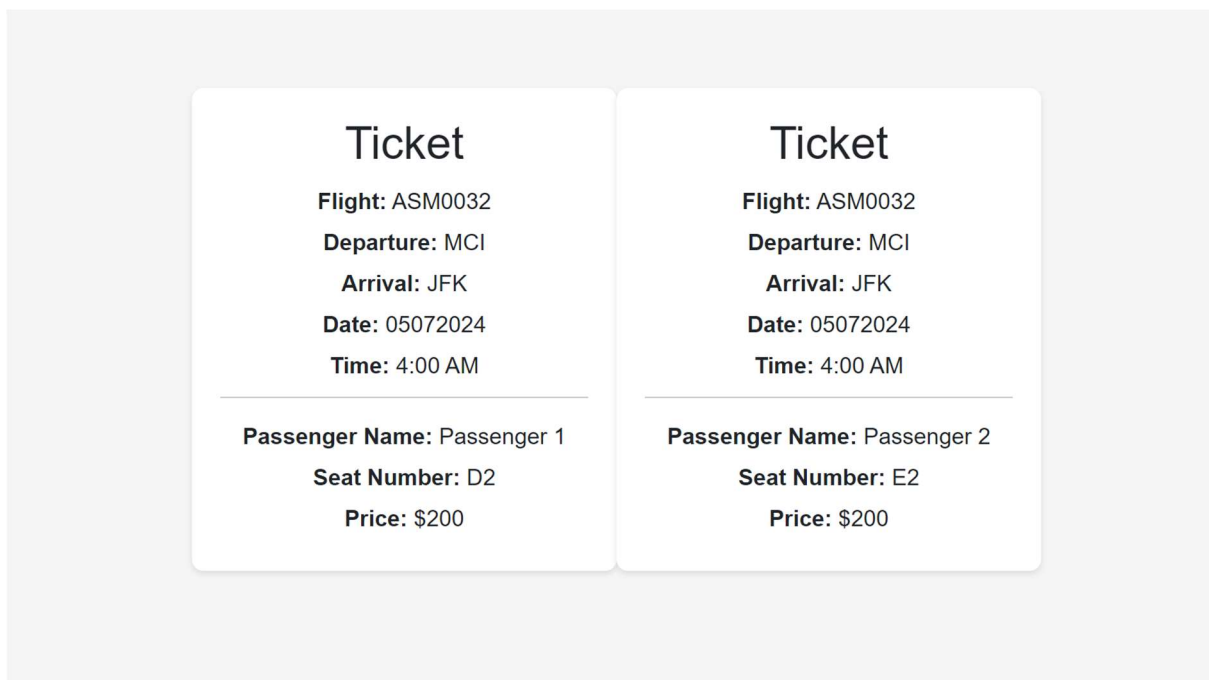 Ticket
Flight: ASM0032
Departure: MCI
Arrival: JFK
Date: 05072024
Time: 4:00 AM
Passenger Name: Passenger 1
Seat Number: D2
Price: $200
Ticket
Flight: ASM0032
Departure: MCI
Arrival: JFK
Date: 05072024
Time: 4:00 AM
Passenger Name: Passenger 2
Seat Number: E2
Price: $200